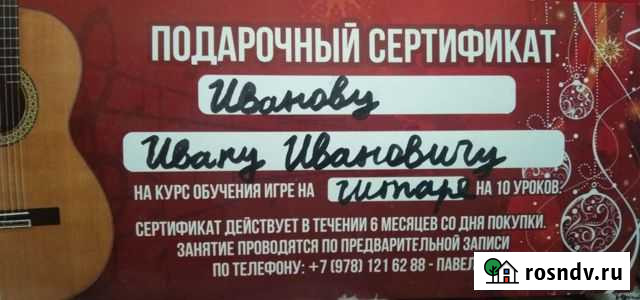 ПОДАРОЧНЫЙ СЕРТИФИКАТ
Иванову
Ивану Ивановичу
НА КУРС ОБУЧЕНИЯ ИГРЕ НА гитаре НА 10 УРОКОВ.
СЕРТИФИКАТ ДЕЙСТВУЕТ В ТЕЧЕНИИ 6 МЕСЯЦЕВ СО ДНЯ ПОКУПКИ.
ЗАНЯТИЕ ПРОВОДЯТСЯ ПО ПРЕДВАРИТЕЛЬНОЙ ЗАПИСИ
ПО ТЕЛЕФОНУ: +7 (978) 121 62 88 - ПАВЕЛ
rosndv.ru